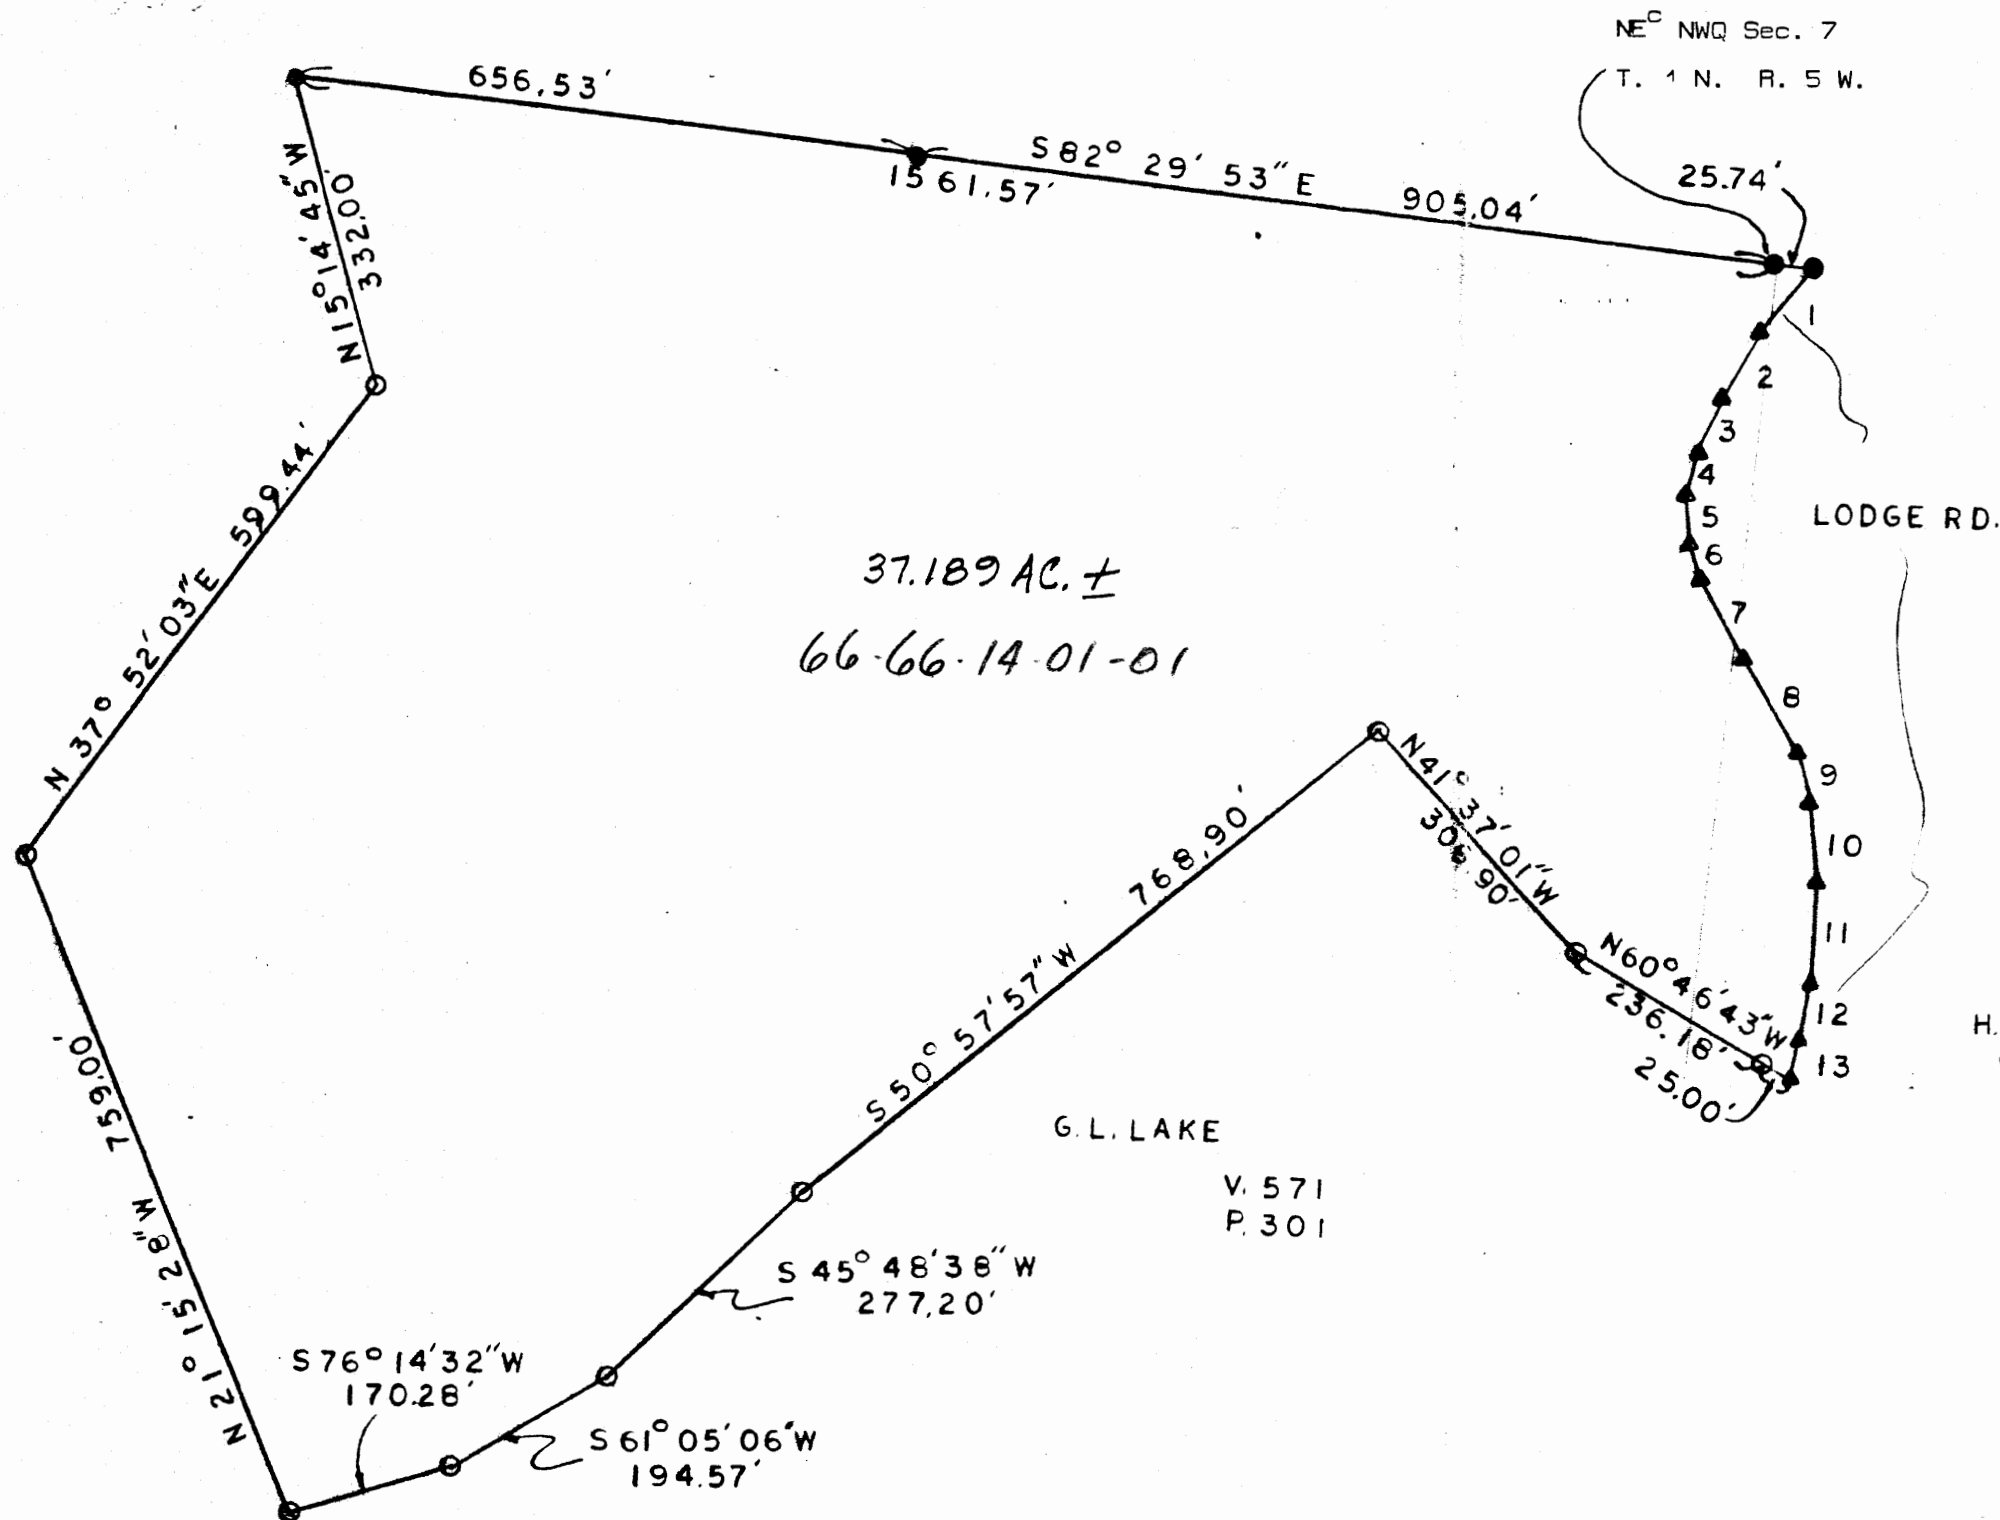 NEᶜ NWQ Sec. 7
T. 1 N. R. 5 W.
656.53'
S 82° 29' 53" E
1561.57'
905.04'
25.74'
N 15° 14' 45" W
332.00'
1
2
3
4
5
6
7
8
9
10
11
12
13
LODGE RD.
N 37° 52' 03" E 599.44'
37.189 AC. ±
66-66-14-01-01
N 41° 37' 01" W
306.90'
N 60° 46' 43" W
236.18'
25.00'
H.
S 50° 57' 57" W 768.90'
G. L. LAKE
V. 571
P. 301
N 21° 15' 28" W 759.00'
S 45° 48' 38" W
277.20'
S 76° 14' 32" W
170.28'
S 61° 05' 06" W
194.57'